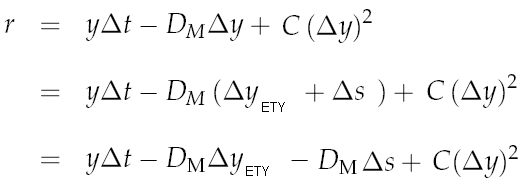 r = yΔt − D_M Δy + C (Δy)²
= yΔt − D_M (Δy_ETY + Δs ) + C (Δy)²
= yΔt − D_M Δy_ETY − D_M Δs + C(Δy)²